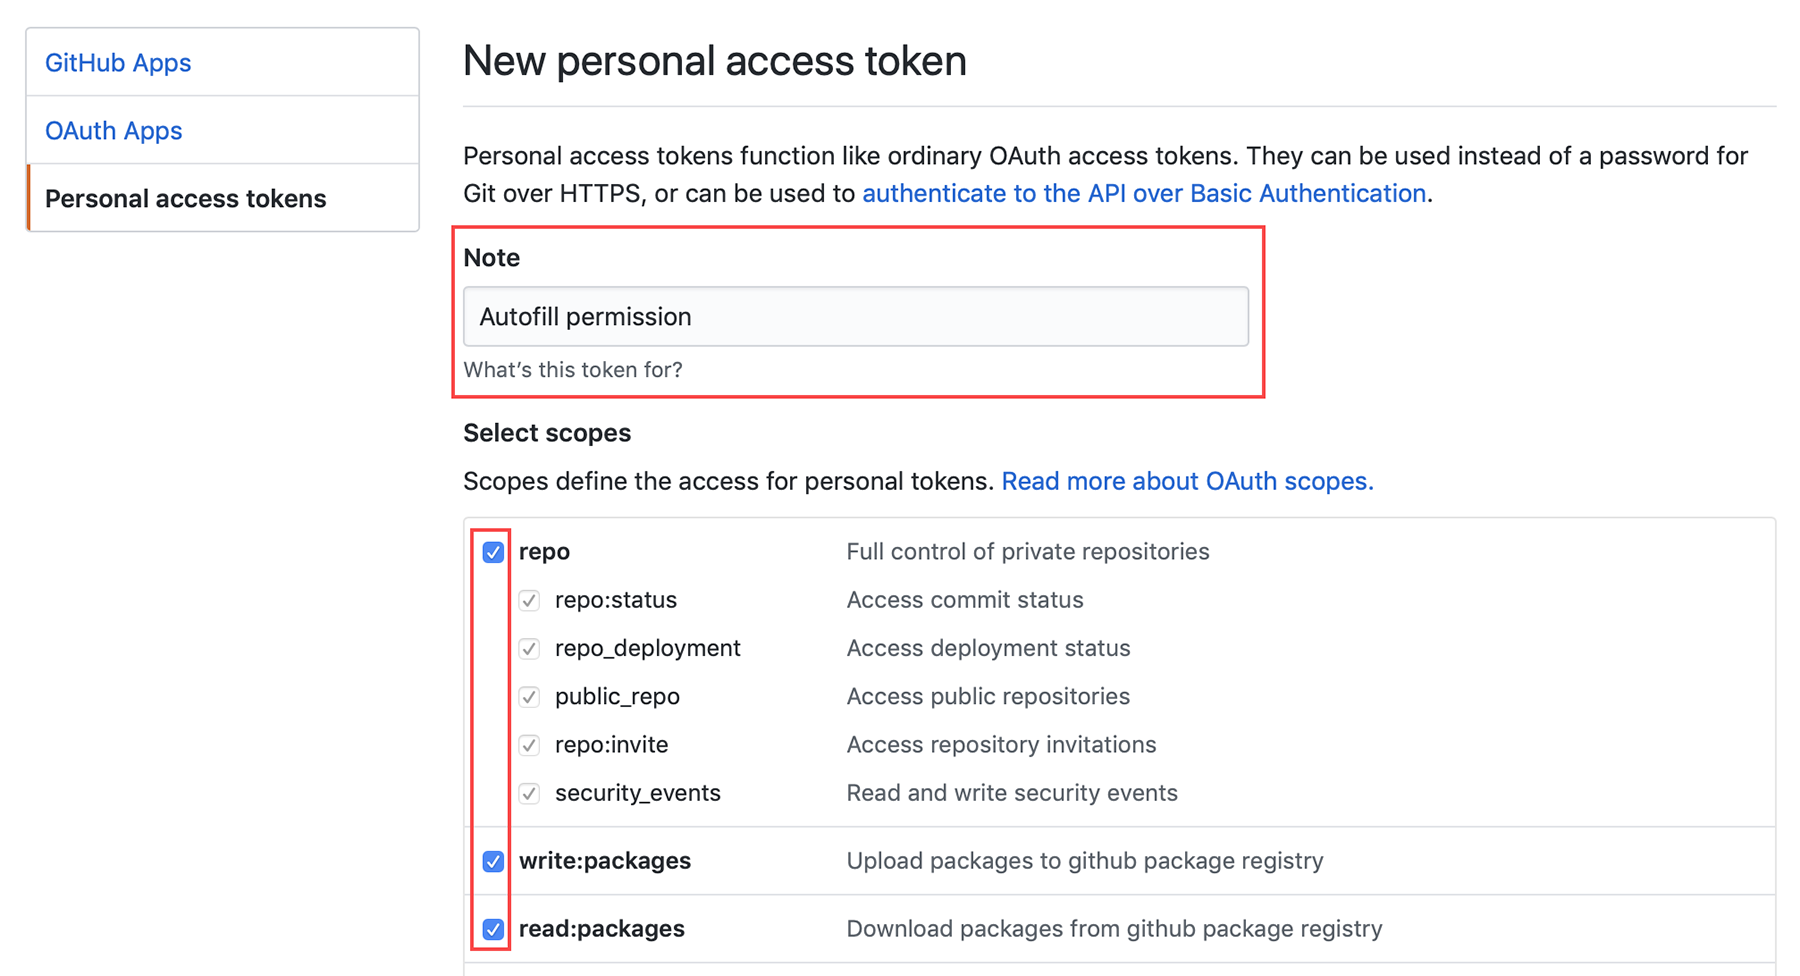 GitHub Apps
OAuth Apps
Personal access tokens
New personal access token
Personal access tokens function like ordinary OAuth access tokens. They can be used instead of a password for
Git over HTTPS, or can be used to authenticate to the API over Basic Authentication.
Note
Autofill permission
What’s this token for?
Select scopes
Scopes define the access for personal tokens. Read more about OAuth scopes.
repo Full control of private repositories
repo:status Access commit status
repo_deployment Access deployment status
public_repo Access public repositories
repo:invite Access repository invitations
security_events Read and write security events
write:packages Upload packages to github package registry
read:packages Download packages from github package registry